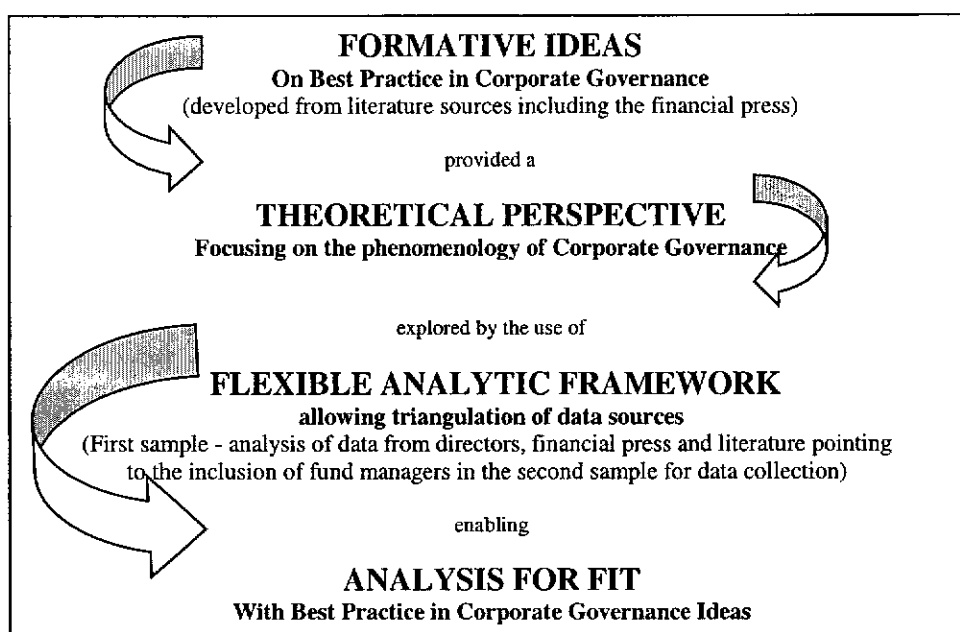 FORMATIVE IDEAS
On Best Practice in Corporate Governance
(developed from literature sources including the financial press)
provided a
THEORETICAL PERSPECTIVE
Focusing on the phenomenology of Corporate Governance
explored by the use of
FLEXIBLE ANALYTIC FRAMEWORK
allowing triangulation of data sources
(First sample - analysis of data from directors, financial press and literature pointing
to the inclusion of fund managers in the second sample for data collection)
enabling
ANALYSIS FOR FIT
With Best Practice in Corporate Governance Ideas